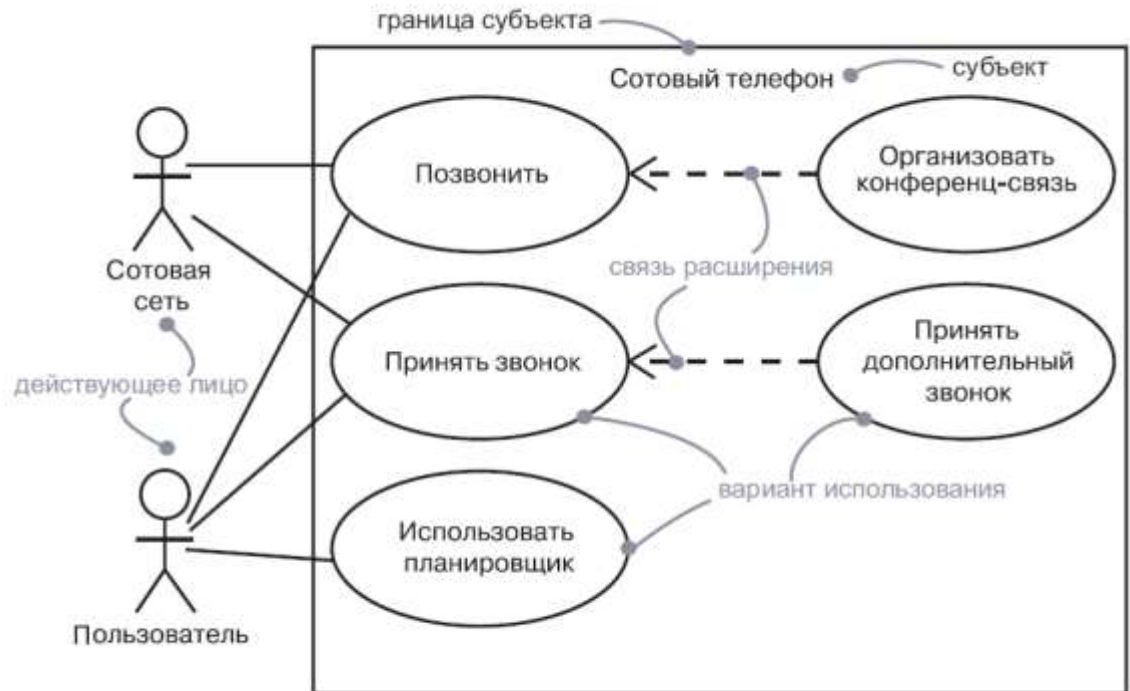 граница субъекта
Сотовый телефон
субъект
Позвонить
Организовать
конференц-связь
Сотовая
сеть
связь расширения
Принять звонок
Принять
дополнительный
звонок
действующее лицо
вариант использования
Использовать
планировщик
Пользователь